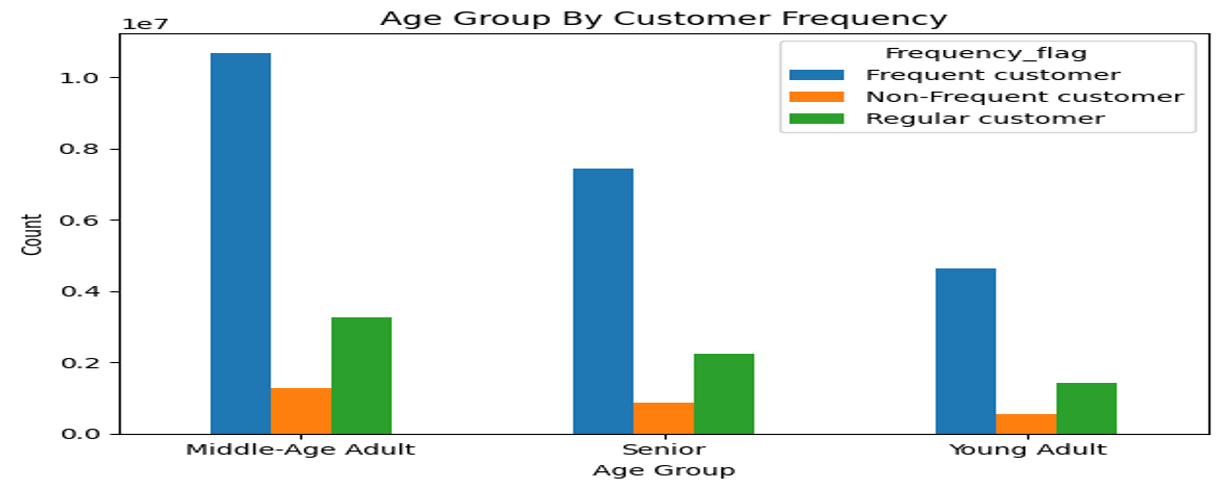 Age Group By Customer Frequency
1e7
Frequency_flag
Frequent customer
Non-Frequent customer
Regular customer
1.0
0.8
0.6
0.4
0.2
0.0
Count
Middle-Age Adult Senior Young Adult
Age Group